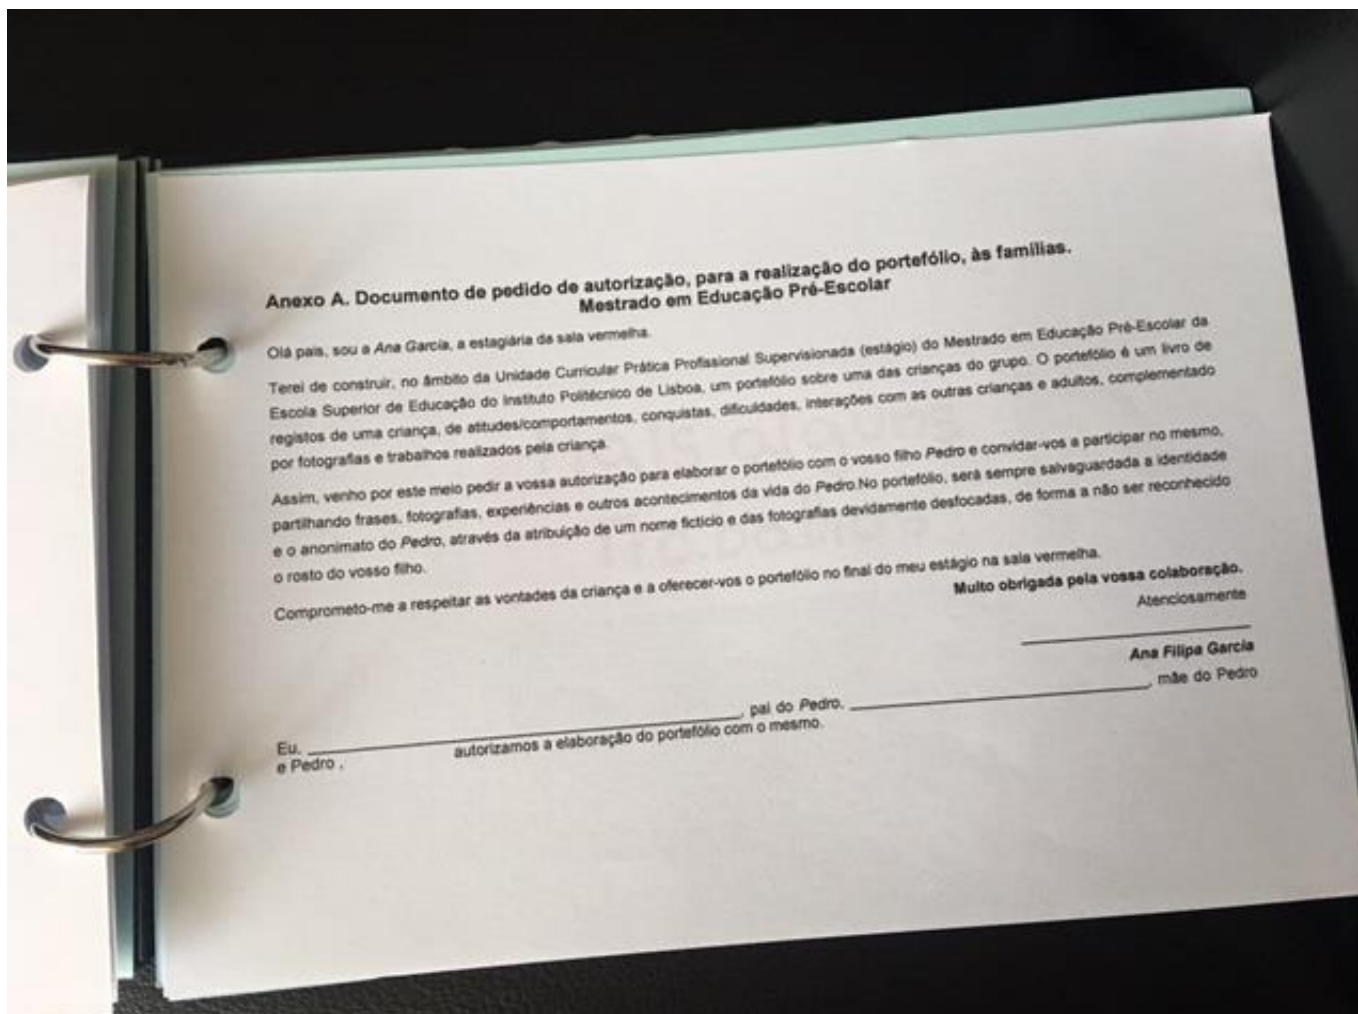 Anexo A. Documento de pedido de autorização, para a realização do portefólio, às famílias.
Mestrado em Educação Pré-Escolar
Olá pais, sou a Ana Garcia, a estagiária da sala vermelha.
Terei de construir, no âmbito da Unidade Curricular Prática Profissional Supervisionada (estágio) do Mestrado em Educação Pré-Escolar da
Escola Superior de Educação do Instituto Politécnico de Lisboa, um portefólio sobre uma das crianças do grupo. O portefólio é um livro de
registos de uma criança, de atitudes/comportamentos, conquistas, dificuldades, interações com as outras crianças e adultos, complementado
por fotografias e trabalhos realizados pela criança.
Assim, venho por este meio pedir a vossa autorização para elaborar o portefólio com o vosso filho Pedro e convidar-vos a participar no mesmo,
partilhando frases, fotografias, experiências e outros acontecimentos da vida do Pedro.No portefólio, será sempre salvaguardada a identidade
e o anonimato do Pedro, através da atribuição de um nome fictício e das fotografias devidamente desfocadas, de forma a não ser reconhecido
o rosto do vosso filho.
Comprometo-me a respeitar as vontades da criança e a oferecer-vos o portefólio no final do meu estágio na sala vermelha.
Muito obrigada pela vossa colaboração.
Atenciosamente
Ana Filipa Garcia
Eu, ______, pai do Pedro, ______, mãe do Pedro
e Pedro , autorizamos a elaboração do portefólio com o mesmo.